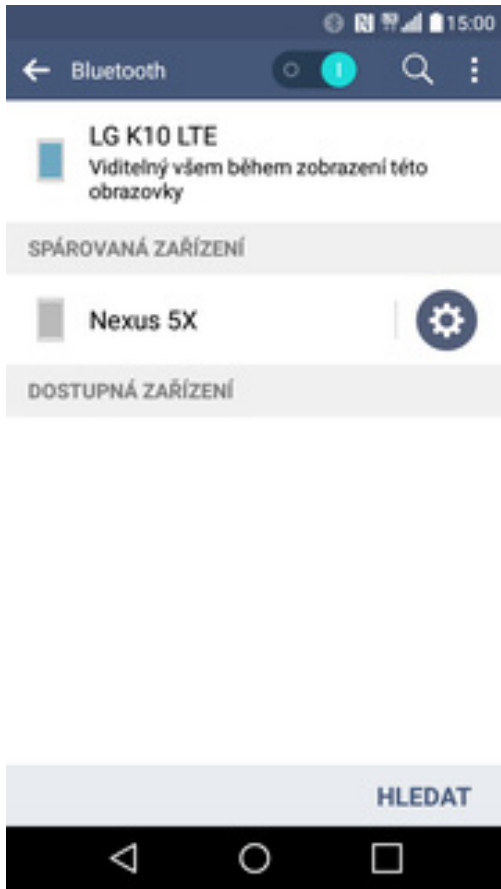 15:00
Bluetooth
LG K10 LTE
Viditelný všem během zobrazení této
obrazovky
SPÁROVANÁ ZAŘÍZENÍ
Nexus 5X
DOSTUPNÁ ZAŘÍZENÍ
HLEDAT